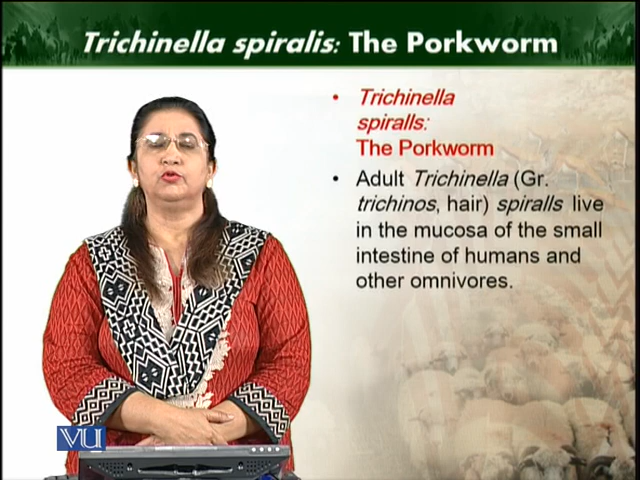 Trichinella spiralis: The Porkworm
• Trichinella
spiralls:
The Porkworm
• Adult Trichinella (Gr.
trichinos, hair) spiralls live
in the mucosa of the small
intestine of humans and
other omnivores.
VU